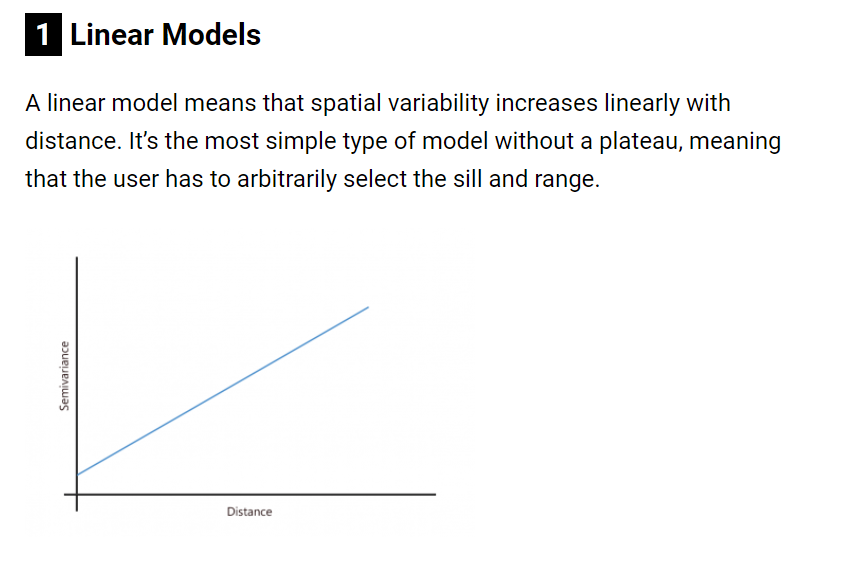 1 Linear Models
A linear model means that spatial variability increases linearly with
distance. It’s the most simple type of model without a plateau, meaning
that the user has to arbitrarily select the sill and range.
Semivariance
Distance